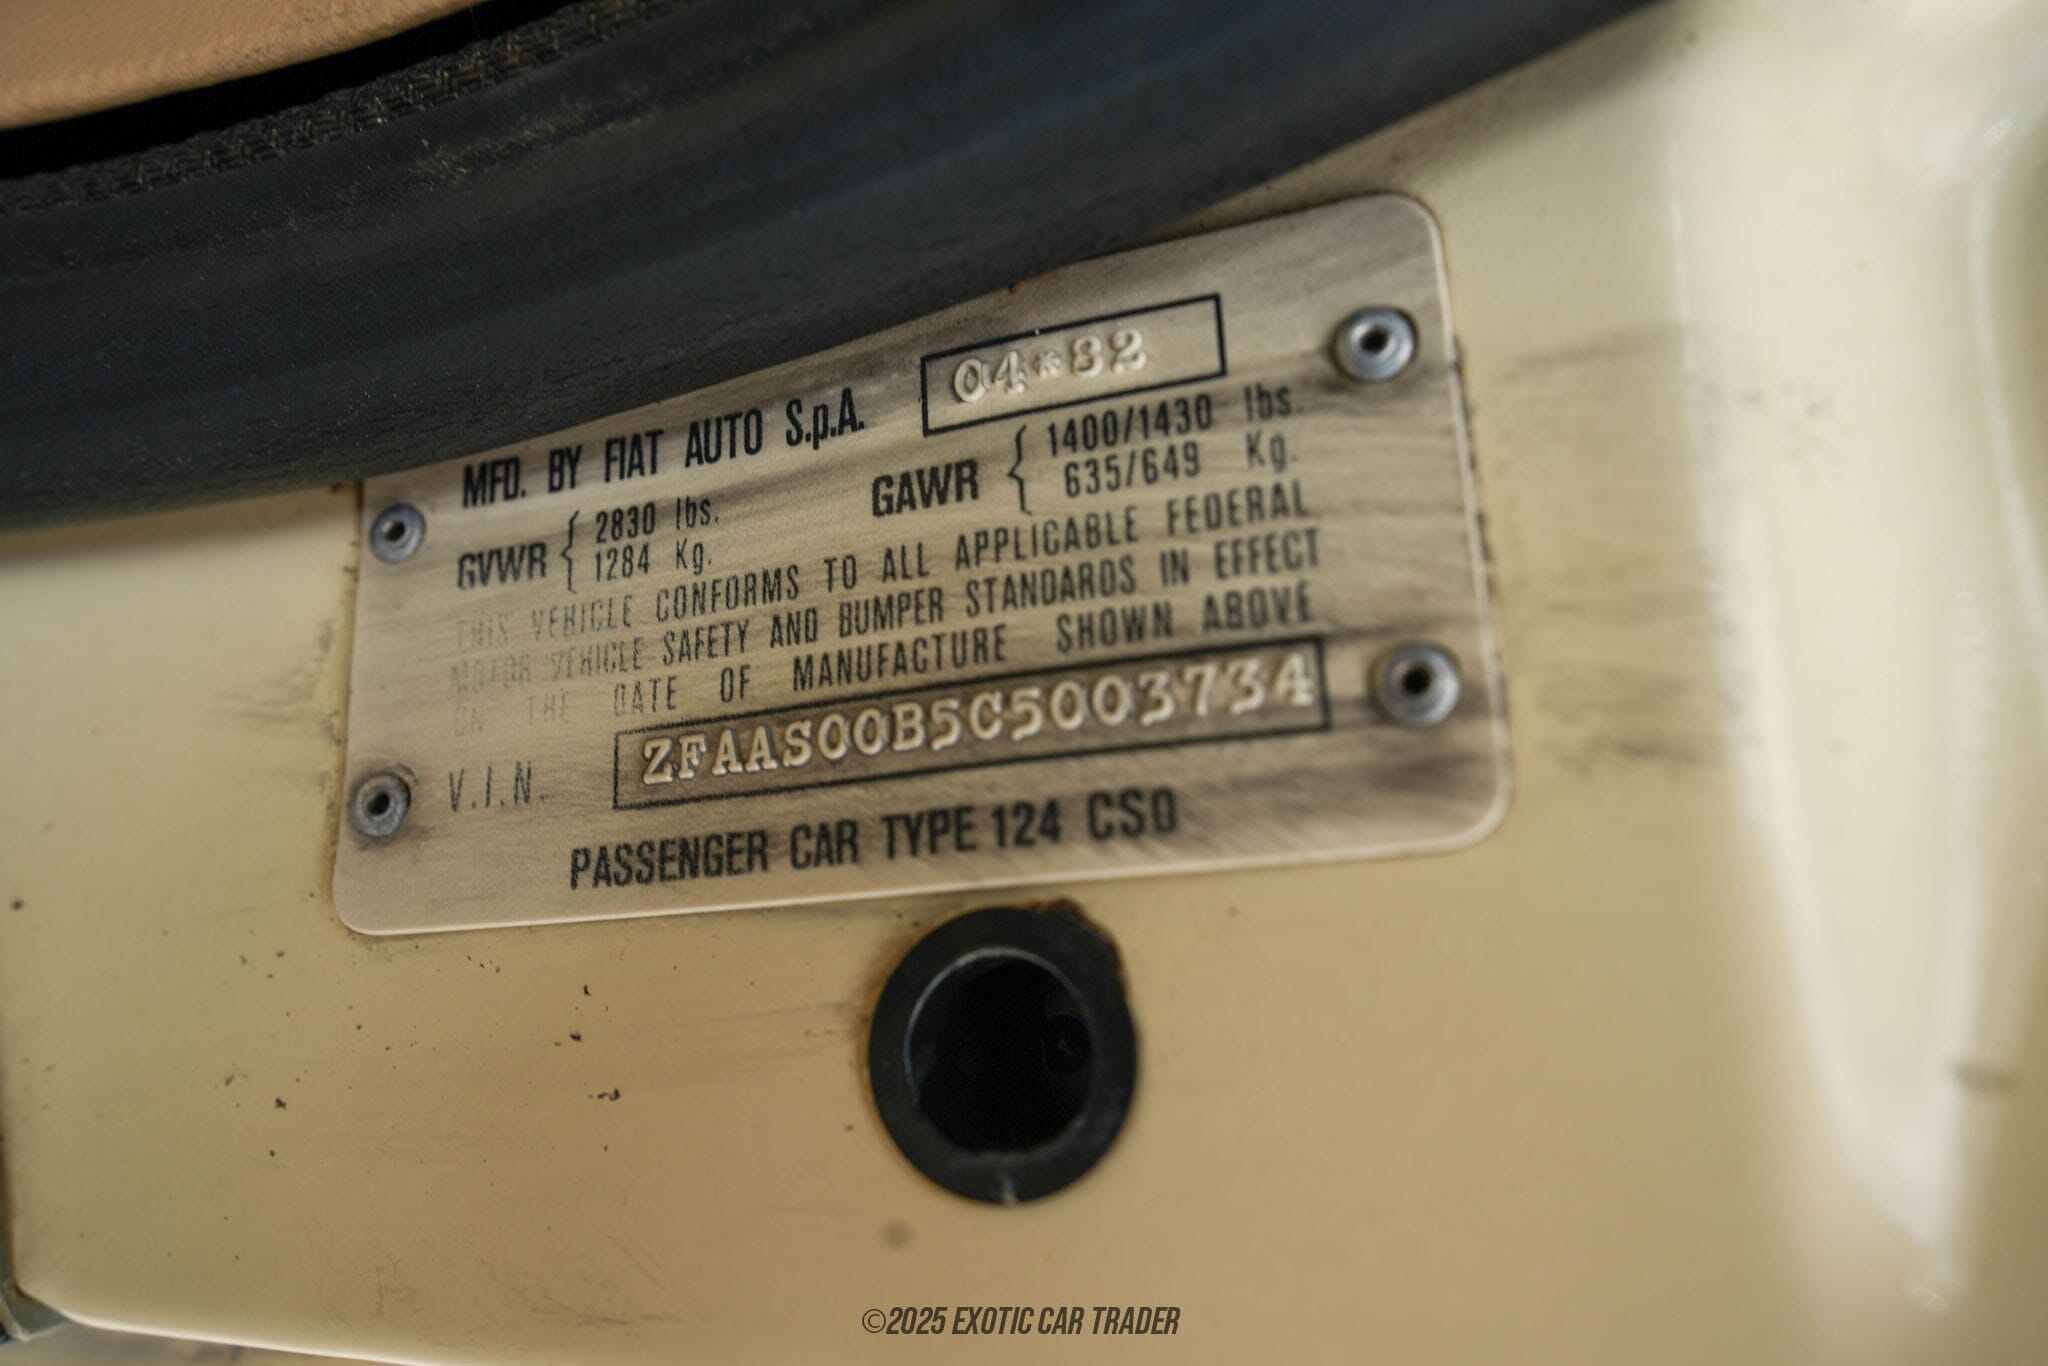 MFD. BY FIAT AUTO S.p.A. 04*82
GVWR { 2830 lbs. GAWR { 1400/1430 lbs.
1284 Kg. 635/649 Kg.
THIS VEHICLE CONFORMS TO ALL APPLICABLE FEDERAL
MOTOR VEHICLE SAFETY AND BUMPER STANDARDS IN EFFECT
ON THE DATE OF MANUFACTURE SHOWN ABOVE
V.I.N. ZFAAS00B5C5003734
PASSENGER CAR TYPE 124 CS0
©2025 EXOTIC CAR TRADER